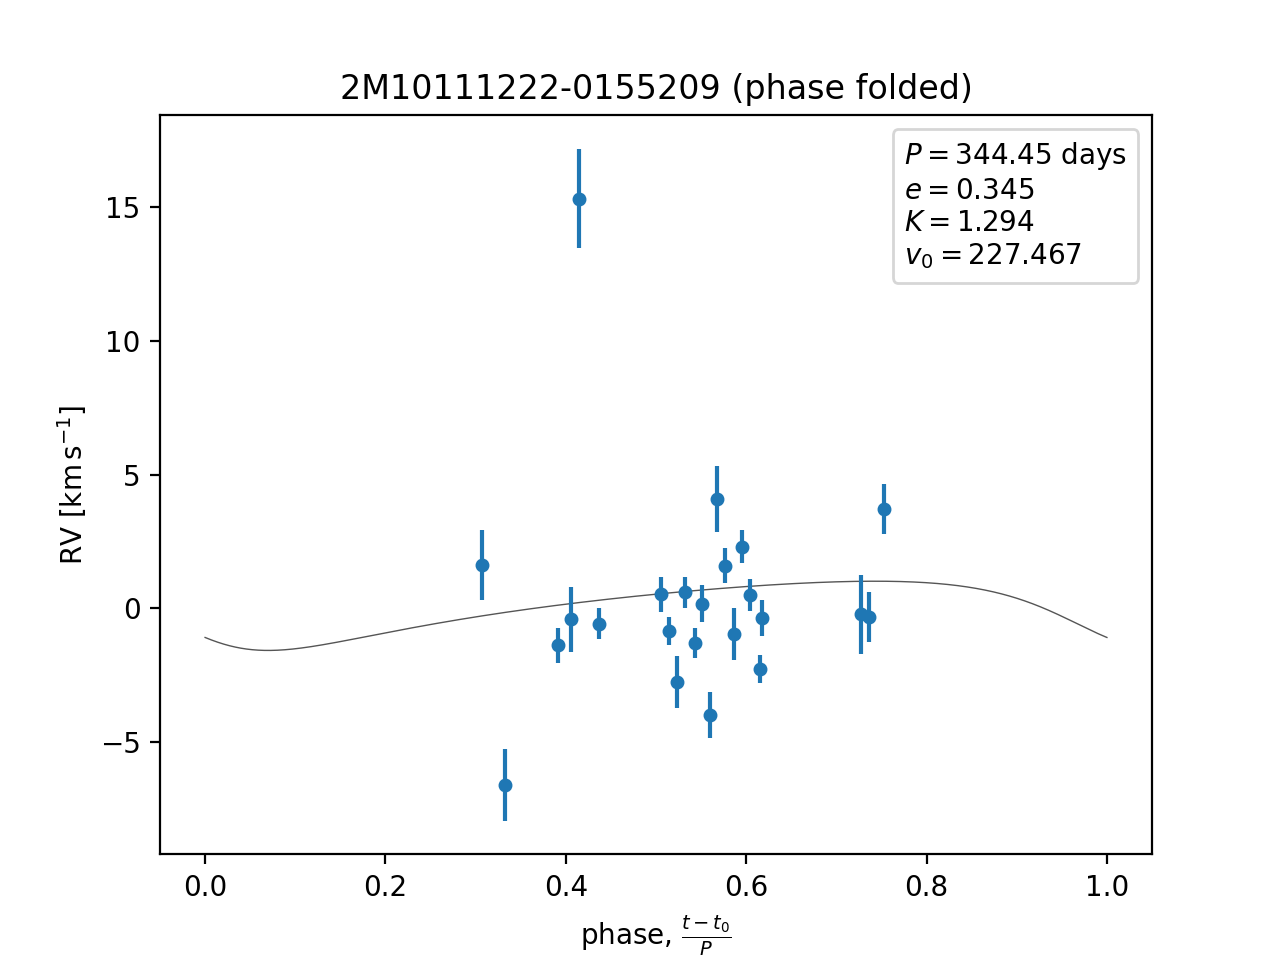 2M10111222-0155209 (phase folded)
P = 344.45 days
e = 0.345
K = 1.294
v₀ = 227.467
15
10
5
0
−5
RV [km s⁻¹]
0.0 0.2 0.4 0.6 0.8 1.0
phase, (t − t₀)/P